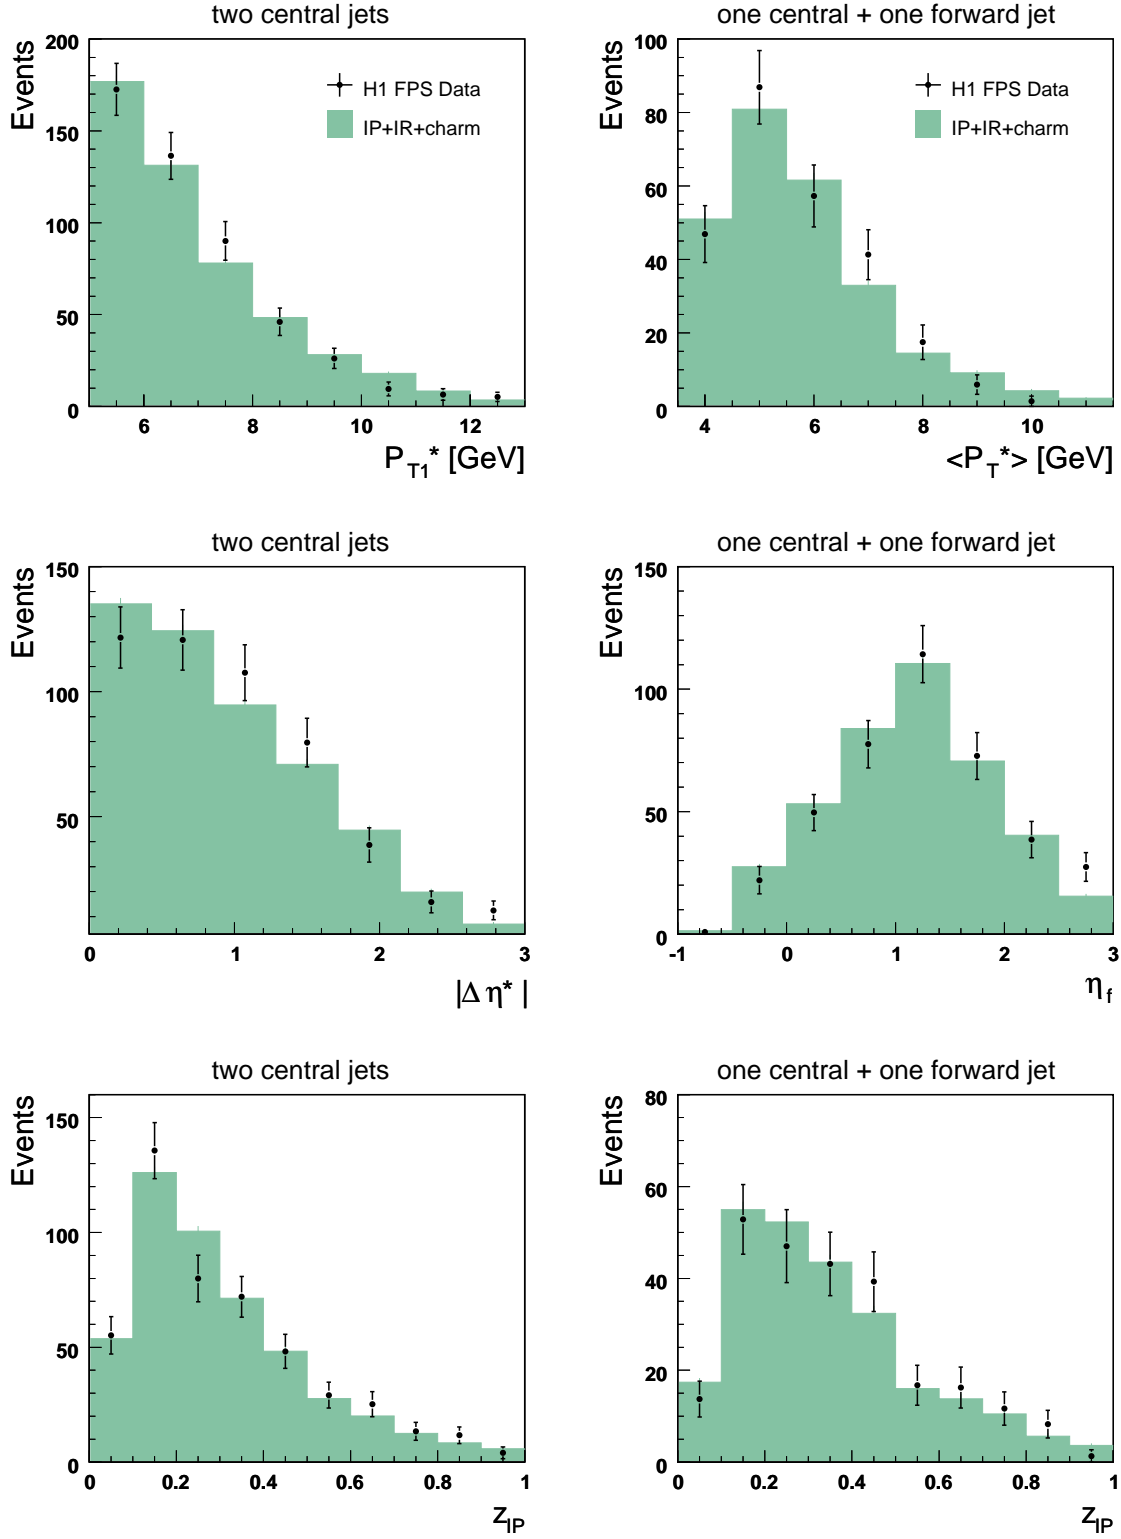 two central jets
Events
200
150
100
50
0
H1 FPS Data
IP+IR+charm
6 8 10 12
P_T1* [GeV]
one central + one forward jet
Events
100
80
60
40
20
0
H1 FPS Data
IP+IR+charm
4 6 8 10
<P_T*> [GeV]
two central jets
Events
150
100
50
0 1 2 3
|Δ η* |
one central + one forward jet
Events
150
100
50
0
-1 0 1 2 3
η_f
two central jets
Events
150
100
50
0
0 0.2 0.4 0.6 0.8 1
z_IP
one central + one forward jet
Events
80
60
40
20
0
0 0.2 0.4 0.6 0.8 1
z_IP